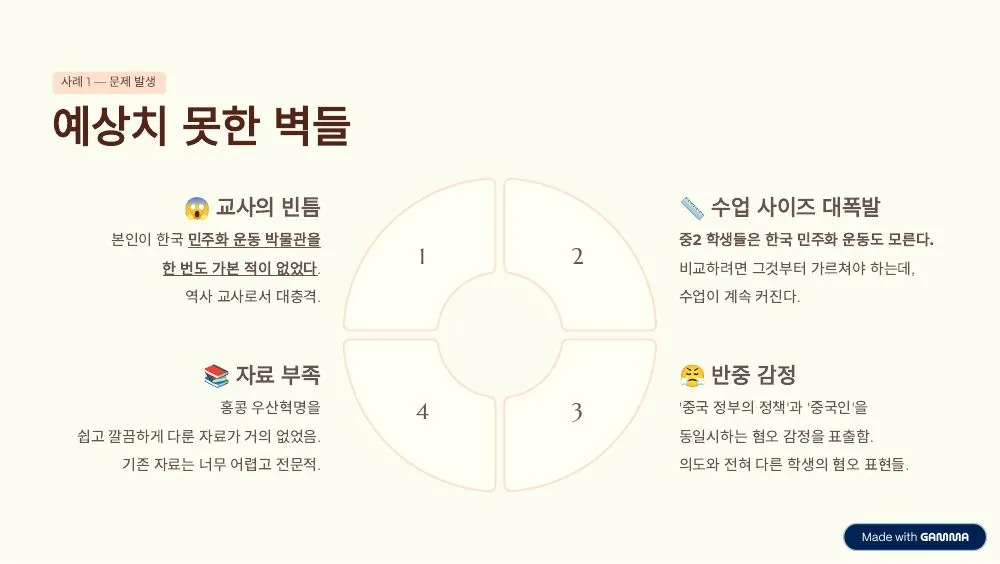 사례 1 — 문제 발생
예상치 못한 벽들
😱 교사의 빈틈
본인이 한국 민주화 운동 박물관을
한 번도 가본 적이 없었다.
역사 교사로서 대충격.
1
2
📏 수업 사이즈 대폭발
중2 학생들은 한국 민주화 운동도 모른다.
비교하려면 그것부터 가르쳐야 하는데,
수업이 계속 커진다.
📚 자료 부족
홍콩 우산혁명을
쉽고 깔끔하게 다룬 자료가 거의 없었음.
기존 자료는 너무 어렵고 전문적.
4
3
😤 반중 감정
'중국 정부의 정책'과 '중국인'을
동일시하는 혐오 감정을 표출함.
의도와 전혀 다른 학생의 혐오 표현들.
Made with GAMMA